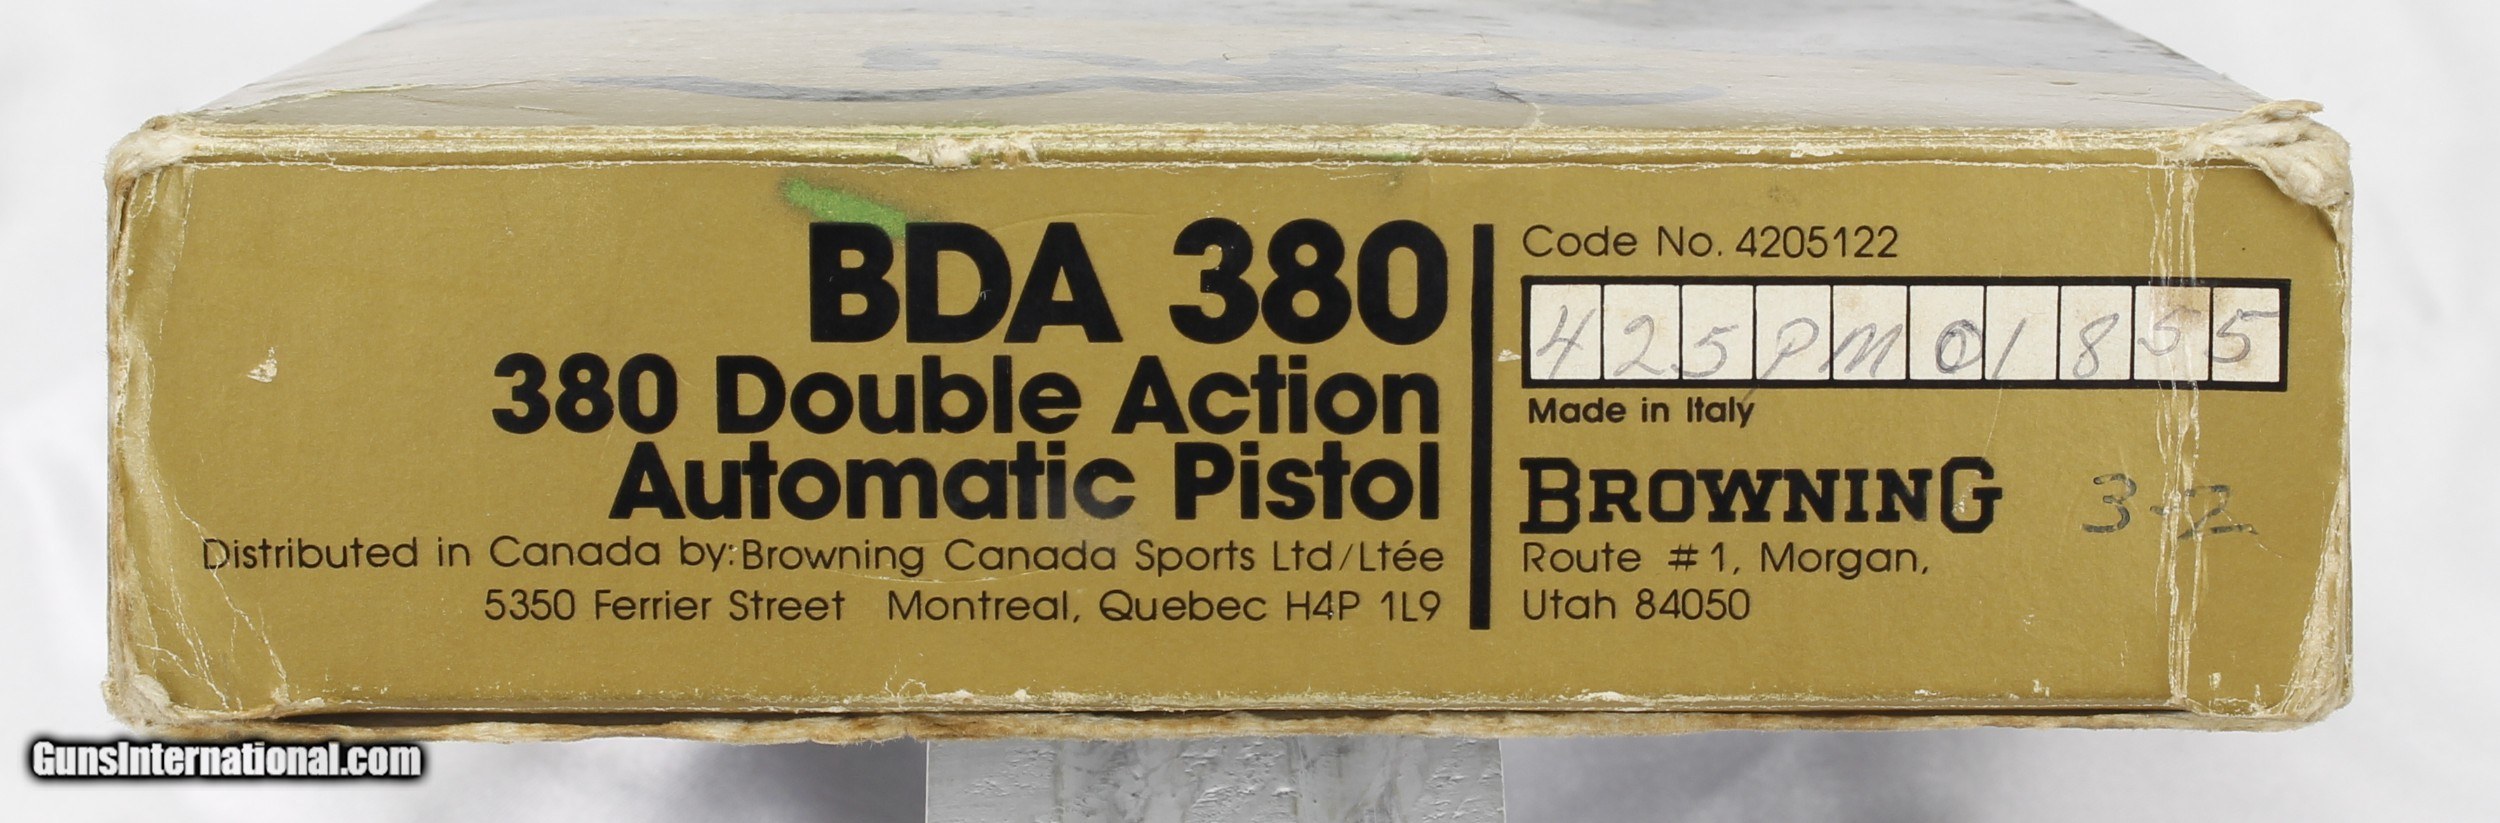 BDA 380
380 Double Action
Automatic Pistol
Distributed in Canada by: Browning Canada Sports Ltd/Ltée
5350 Ferrier Street Montreal, Quebec H4P 1L9
Code No. 4205122
425PM01855
Made in Italy
BROWNING
3-2
Route #1, Morgan,
Utah 84050
GunsInternational.com